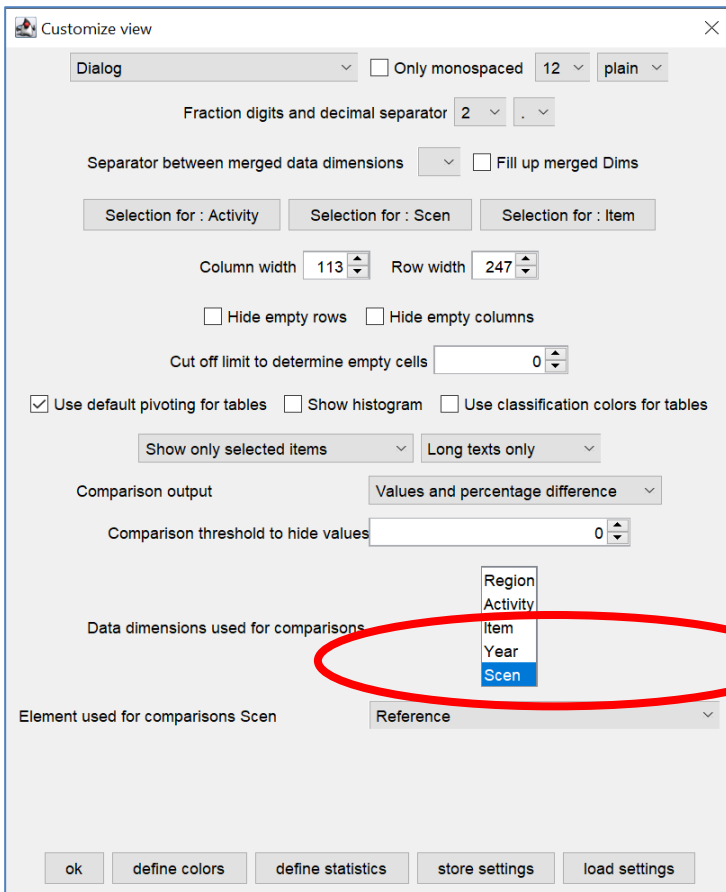 Customize view
Dialog Only monospaced 12 plain
Fraction digits and decimal separator 2 .
Separator between merged data dimensions Fill up merged Dims
Selection for : Activity Selection for : Scen Selection for : Item
Column width 113 Row width 247
Hide empty rows Hide empty columns
Cut off limit to determine empty cells 0
Use default pivoting for tables Show histogram Use classification colors for tables
Show only selected items Long texts only
Comparison output Values and percentage difference
Comparison threshold to hide values 0
Region
Activity
Data dimensions used for comparisons Item
Year
Scen
Element used for comparisons Scen Reference
ok define colors define statistics store settings load settings